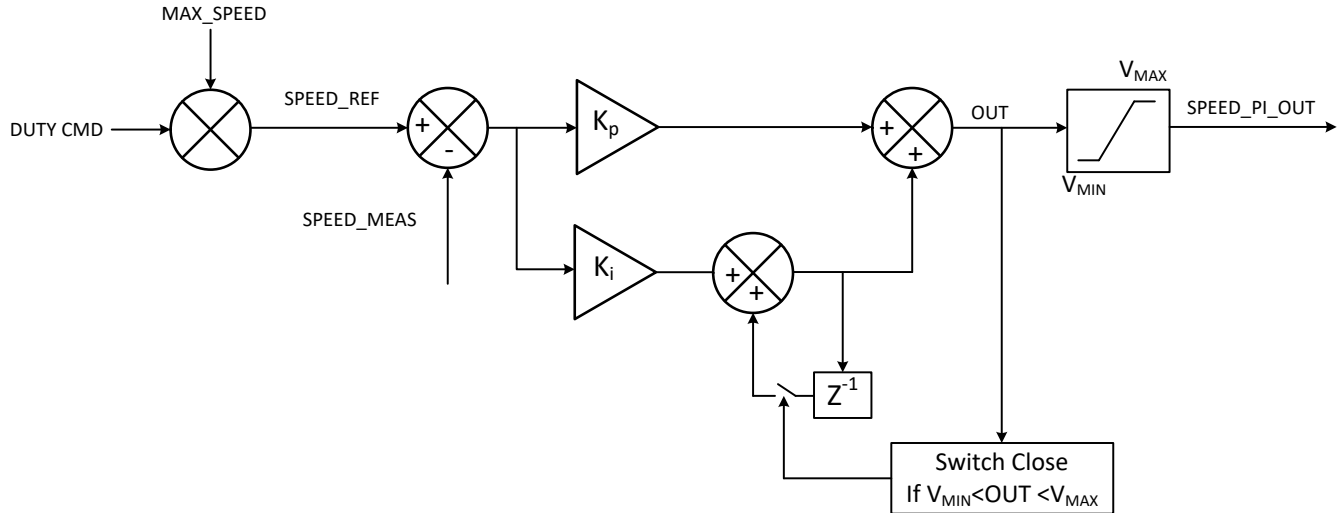 MAX_SPEED
DUTY CMD
SPEED_REF
+
-
SPEED_MEAS
K_p
K_i
+
+
+
+
OUT
V_MAX
V_MIN
SPEED_PI_OUT
Z^-1
Switch Close
If V_MIN<OUT <V_MAX